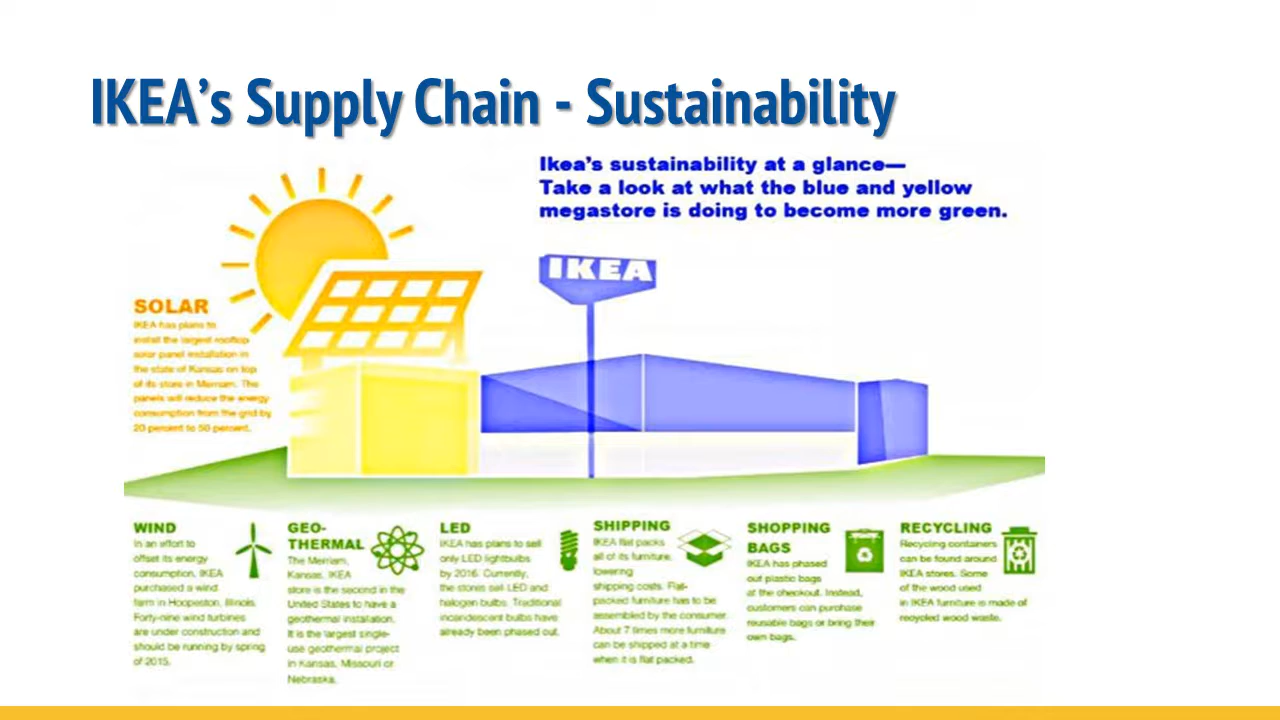 IKEA's Supply Chain - Sustainability
Ikea's sustainability at a glance—
Take a look at what the blue and yellow
megastore is doing to become more green.
IKEA
SOLAR
IKEA has plans to
install the largest rooftop
solar panel installation in
the state of Kansas on top
of its store in Merriam. The
panels will reduce the energy
consumption from the grid by
20 percent to 50 percent.
WIND
In an effort to
offset its energy
consumption, IKEA
purchased a wind
farm in Hoopeston, Illinois.
Forty-nine wind turbines
are under construction and
should be running by spring
of 2015.
GEO-
THERMAL
The Merriam,
Kansas, IKEA
store is the second in the
United States to have a
geothermal installation.
It is the largest single-
use geothermal project
in Kansas, Missouri or
Nebraska.
LED
IKEA has plans to sell
only LED lightbulbs
by 2016. Currently,
the stores sell LED and
halogen bulbs. Traditional
incandescent bulbs have
already been phased out.
SHIPPING
IKEA flat packs
all of its furniture,
lowering
shipping costs. Flat-
packed furniture has to be
assembled by the consumer.
About 7 times more furniture
can be shipped at a time
when it is flat packed.
SHOPPING
BAGS
IKEA has phased
out plastic bags
at the checkout. Instead,
customers can purchase
reusable bags or bring their
own bags.
RECYCLING
Recycling containers
can be found around
IKEA stores. Some
of the wood used
in IKEA furniture is made of
recycled wood waste.